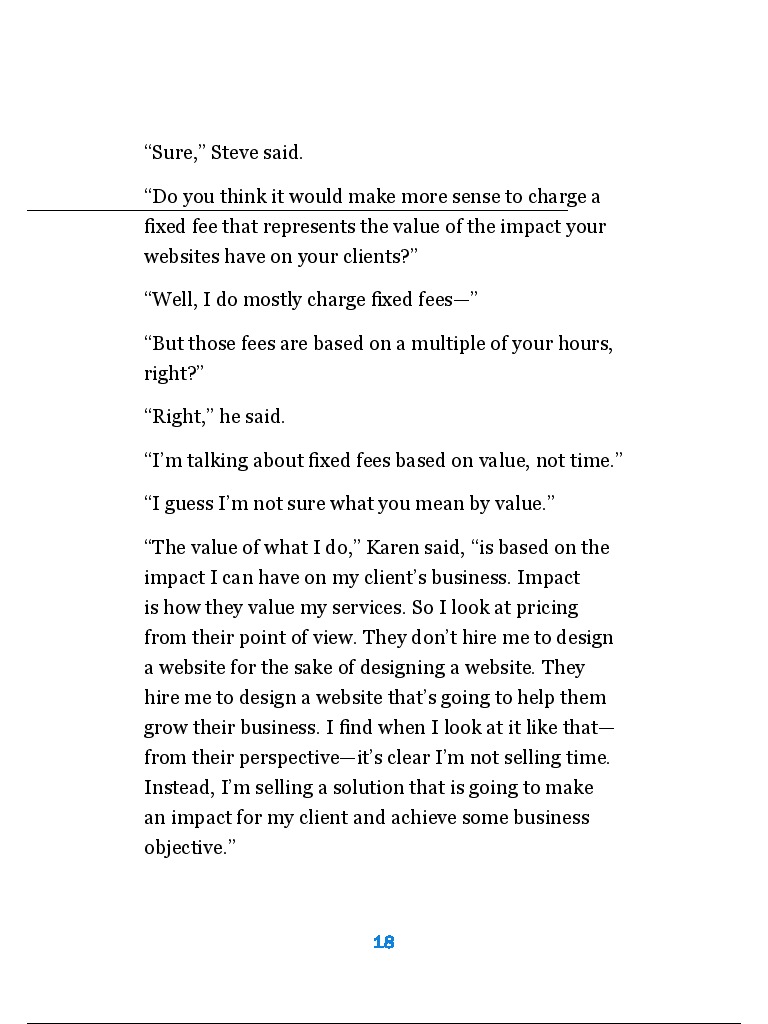 “Sure,” Steve said.
“Do you think it would make more sense to charge a
fixed fee that represents the value of the impact your
websites have on your clients?”
“Well, I do mostly charge fixed fees—”
“But those fees are based on a multiple of your hours,
right?”
“Right,” he said.
“I’m talking about fixed fees based on value, not time.”
“I guess I’m not sure what you mean by value.”
“The value of what I do,” Karen said, “is based on the
impact I can have on my client’s business. Impact
is how they value my services. So I look at pricing
from their point of view. They don’t hire me to design
a website for the sake of designing a website. They
hire me to design a website that’s going to help them
grow their business. I find when I look at it like that—
from their perspective—it’s clear I’m not selling time.
Instead, I’m selling a solution that is going to make
an impact for my client and achieve some business
objective.”
18